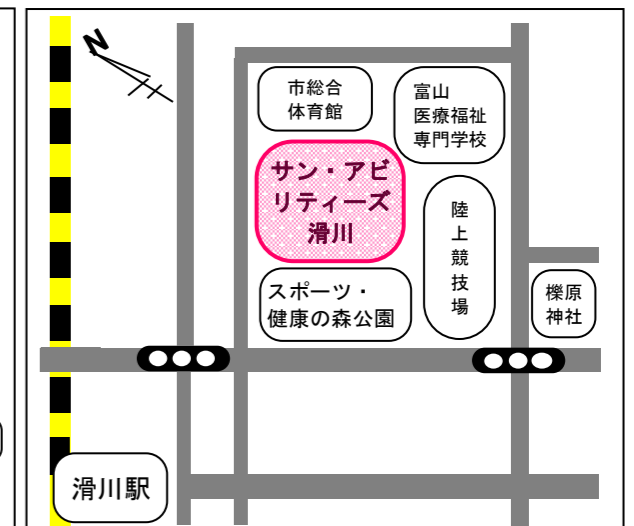 N
市総合
体育館
富山
医療福祉
専門学校
サン・アビ
リティーズ
滑川
陸
上
競
技
場
スポーツ・
健康の森公園
櫟原
神社
滑川駅